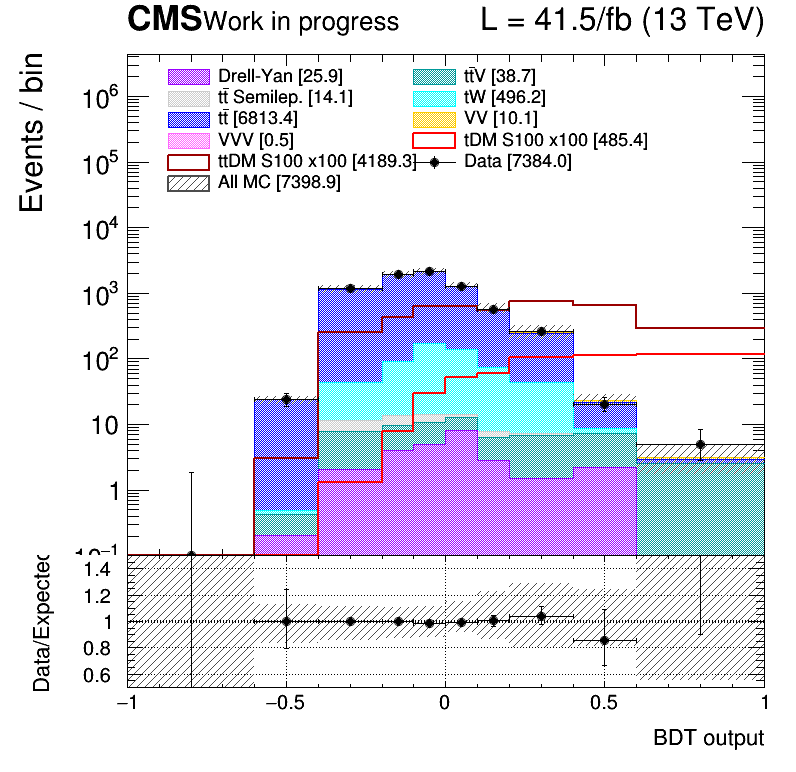 CMS Work in progress L = 41.5/fb (13 TeV)
Events / bin
Drell-Yan [25.9] tt̄V [38.7]
tt̄ Semilep. [14.1] tW [496.2]
tt̄ [6813.4] VV [10.1]
VVV [0.5] tDM S100 x100 [485.4]
ttDM S100 x100 [4189.3] Data [7384.0]
All MC [7398.9]
10⁶
10⁵
10⁴
10³
10²
10
1
10⁻¹
Data/Expected
1.4
1.2
1
0.8
0.6
−1 −0.5 0 0.5 1
BDT output